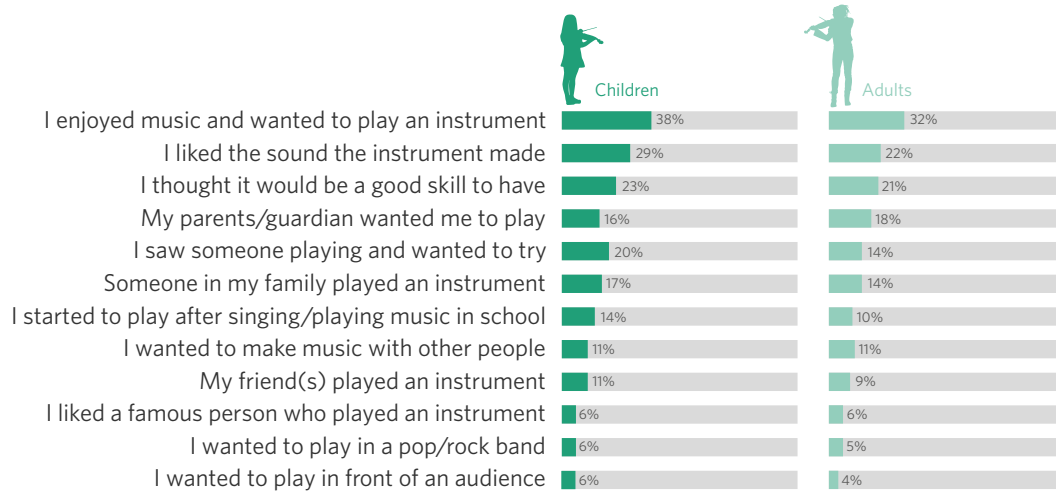 Children Adults
I enjoyed music and wanted to play an instrument 38% 32%
I liked the sound the instrument made 29% 22%
I thought it would be a good skill to have 23% 21%
My parents/guardian wanted me to play 16% 18%
I saw someone playing and wanted to try 20% 14%
Someone in my family played an instrument 17% 14%
I started to play after singing/playing music in school 14% 10%
I wanted to make music with other people 11% 11%
My friend(s) played an instrument 11% 9%
I liked a famous person who played an instrument 6% 6%
I wanted to play in a pop/rock band 6% 5%
I wanted to play in front of an audience 6% 4%